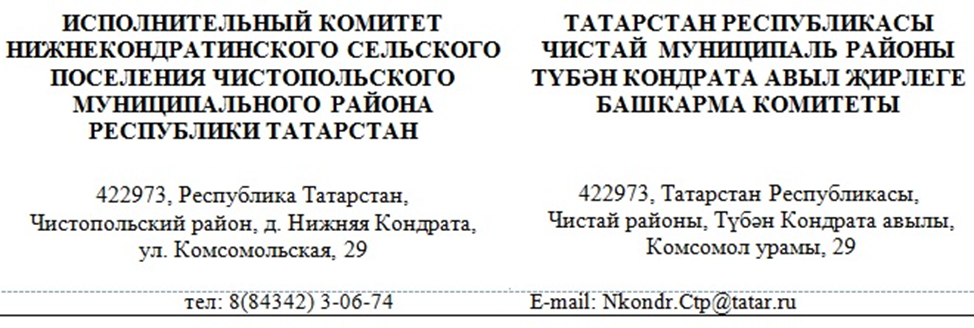 ИСПОЛНИТЕЛЬНЫЙ КОМИТЕТ
НИЖНЕКОНДРАТИНСКОГО СЕЛЬСКОГО
ПОСЕЛЕНИЯ ЧИСТОПОЛЬСКОГО
МУНИЦИПАЛЬНОГО РАЙОНА
РЕСПУБЛИКИ ТАТАРСТАН
422973, Республика Татарстан,
Чистопольский район, д. Нижняя Кондрата,
ул. Комсомольская, 29
ТАТАРСТАН РЕСПУБЛИКАСЫ
ЧИСТАЙ МУНИЦИПАЛЬ РАЙОНЫ
ТҮБӘН КОНДРАТА АВЫЛ ҖИРЛЕГЕ
БАШКАРМА КОМИТЕТЫ
422973, Татарстан Республикасы,
Чистай районы, Түбән Кондрата авылы,
Комсомол урамы, 29
тел: 8(84342) 3-06-74 E-mail: Nkondr.Ctp@tatar.ru